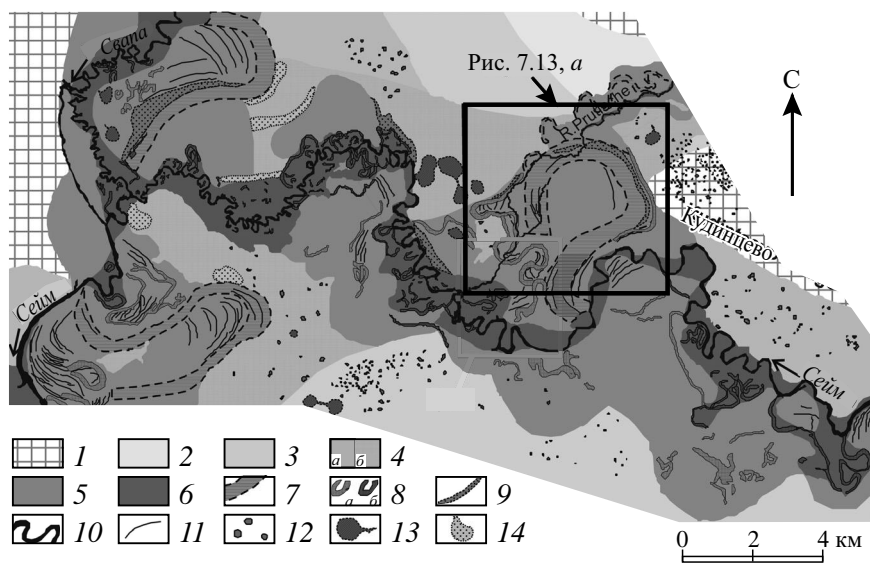 Свапа
Рис. 7.13, а
R. Prutische
С
Кудинцево
Сейм
Сейм
1 2 3 а б 4
5 6 7 а б 8 9
10 11 12 13 14
0 2 4 км